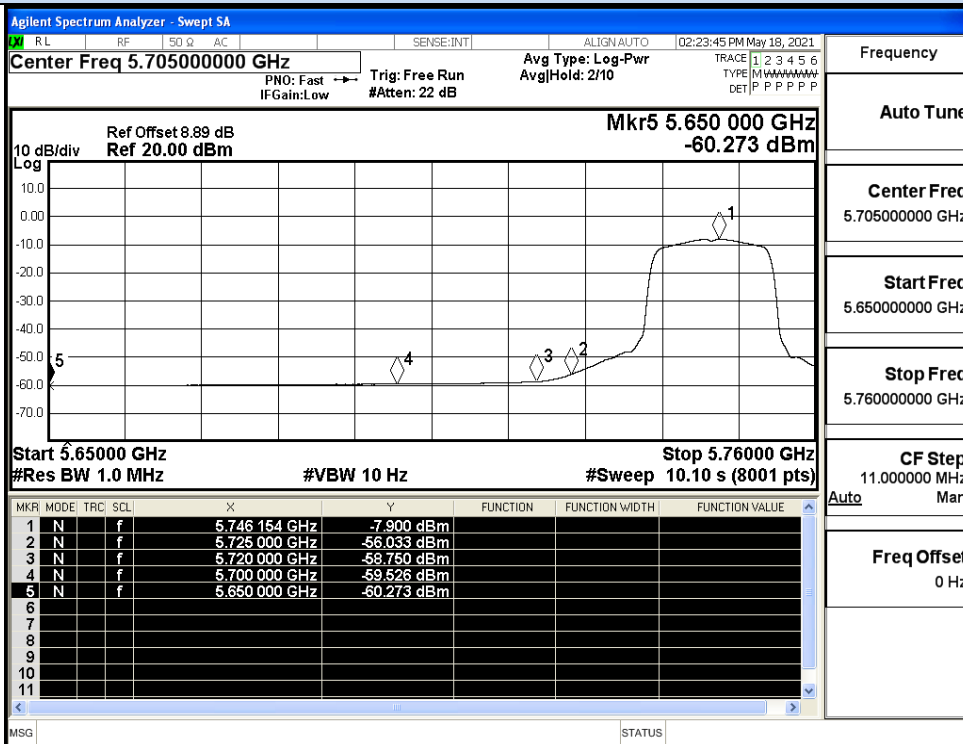 Agilent Spectrum Analyzer - Swept SA
LXI RL RF 50 Ω AC SENSE:INT ALIGN AUTO 02:23:45 PM May 18, 2021
Center Freq 5.705000000 GHz
PNO: Fast
IFGain:Low
Trig: Free Run
#Atten: 22 dB
Avg Type: Log-Pwr
Avg|Hold: 2/10
TRACE 1 2 3 4 5 6
TYPE M WWWWW
DET P P P P P P
Ref Offset 8.89 dB
10 dB/div Ref 20.00 dBm
Log
Mkr5 5.650 000 GHz
-60.273 dBm
10.0
0.00
-10.0
-20.0
-30.0
-40.0
-50.0
-60.0
-70.0
1
2
3
4
5
Start 5.65000 GHz Stop 5.76000 GHz
#Res BW 1.0 MHz #VBW 10 Hz #Sweep 10.10 s (8001 pts)
MKR MODE TRC SCL X Y FUNCTION FUNCTION WIDTH FUNCTION VALUE
1 N f 5.746 154 GHz -7.900 dBm
2 N f 5.725 000 GHz -56.033 dBm
3 N f 5.720 000 GHz -58.750 dBm
4 N f 5.700 000 GHz -59.526 dBm
5 N f 5.650 000 GHz -60.273 dBm
6
7
8
9
10
11
MSG STATUS
Frequency
Auto Tune
Center Freq
5.705000000 GHz
Start Freq
5.650000000 GHz
Stop Freq
5.760000000 GHz
CF Step
11.000000 MHz
Auto Man
Freq Offset
0 Hz